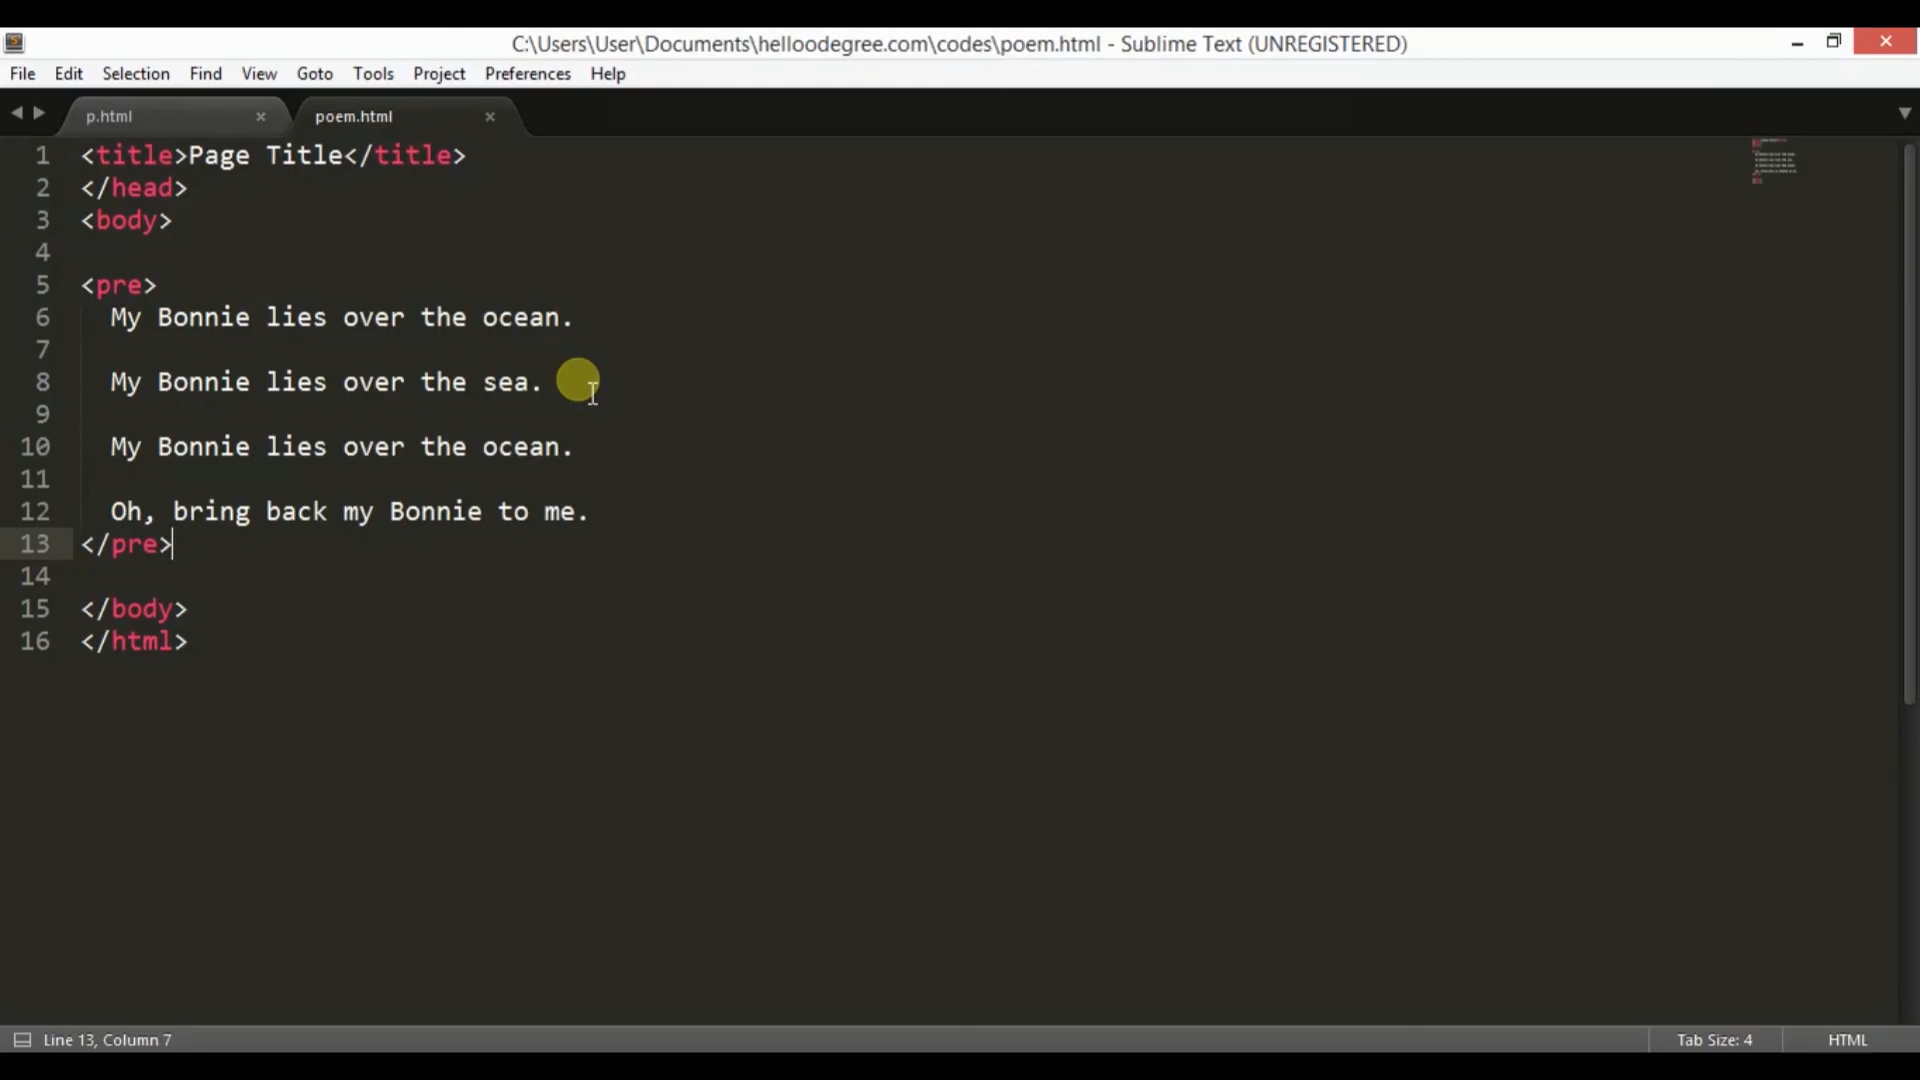 C:\Users\User\Documents\helloodegree.com\codes\poem.html - Sublime Text (UNREGISTERED)
File Edit Selection Find View Goto Tools Project Preferences Help
p.html poem.html
1 <title>Page Title</title>
2 </head>
3 <body>
4
5 <pre>
6 My Bonnie lies over the ocean.
7
8 My Bonnie lies over the sea.
9
10 My Bonnie lies over the ocean.
11
12 Oh, bring back my Bonnie to me.
13 </pre>
14
15 </body>
16 </html>
Line 13, Column 7 Tab Size: 4 HTML